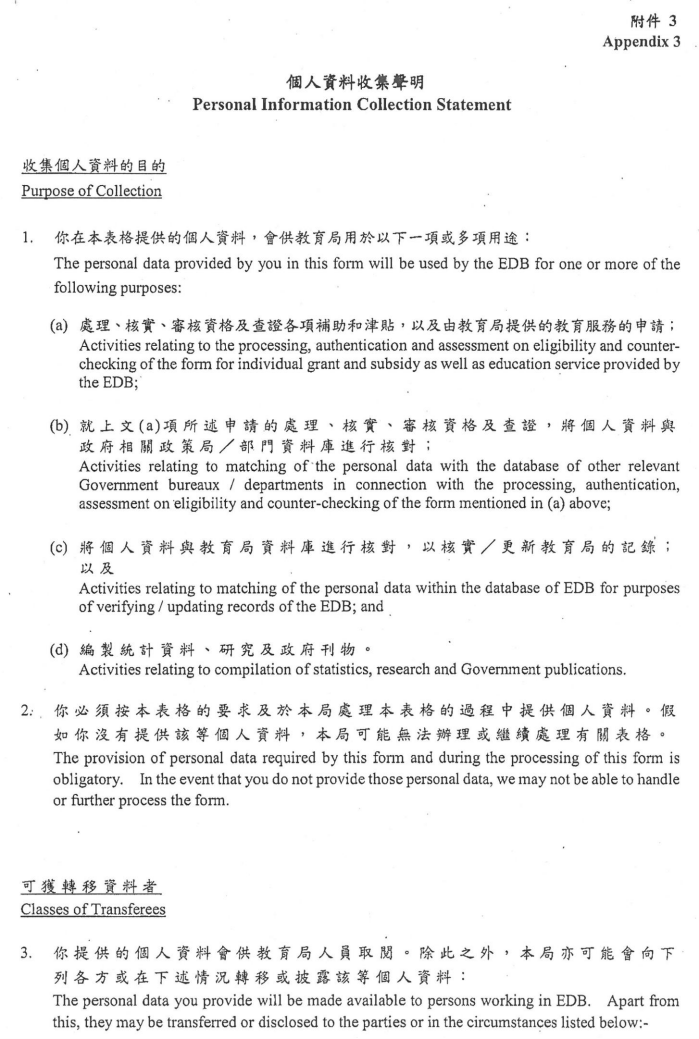 附件 3
Appendix 3
個人資料收集聲明
Personal Information Collection Statement
收集個人資料的目的
Purpose of Collection
1. 你在本表格提供的個人資料，會供教育局用於以下一項或多項用途：
The personal data provided by you in this form will be used by the EDB for one or more of the
following purposes:
(a) 處理、核實、審核資格及查證各項補助和津貼，以及由教育局提供的教育服務的申請；
Activities relating to the processing, authentication and assessment on eligibility and counter-
checking of the form for individual grant and subsidy as well as education service provided by
the EDB;
(b) 就上文(a)項所述申請的處理、核實、審核資格及查證，將個人資料與
政府相關政策局／部門資料庫進行核對；
Activities relating to matching of the personal data with the database of other relevant
Government bureaux / departments in connection with the processing, authentication,
assessment on eligibility and counter-checking of the form mentioned in (a) above;
(c) 將個人資料與教育局資料庫進行核對，以核實／更新教育局的記錄；
以及
Activities relating to matching of the personal data within the database of EDB for purposes
of verifying / updating records of the EDB; and
(d) 編製統計資料、研究及政府刊物。
Activities relating to compilation of statistics, research and Government publications.
2. 你必須按本表格的要求及於本局處理本表格的過程中提供個人資料。假
如你沒有提供該等個人資料，本局可能無法辦理或繼續處理有關表格。
The provision of personal data required by this form and during the processing of this form is
obligatory. In the event that you do not provide those personal data, we may not be able to handle
or further process the form.
可獲轉移資料者
Classes of Transferees
3. 你提供的個人資料會供教育局人員取閱。除此之外，本局亦可能會向下
列各方或在下述情況轉移或披露該等個人資料：
The personal data you provide will be made available to persons working in EDB. Apart from
this, they may be transferred or disclosed to the parties or in the circumstances listed below:-